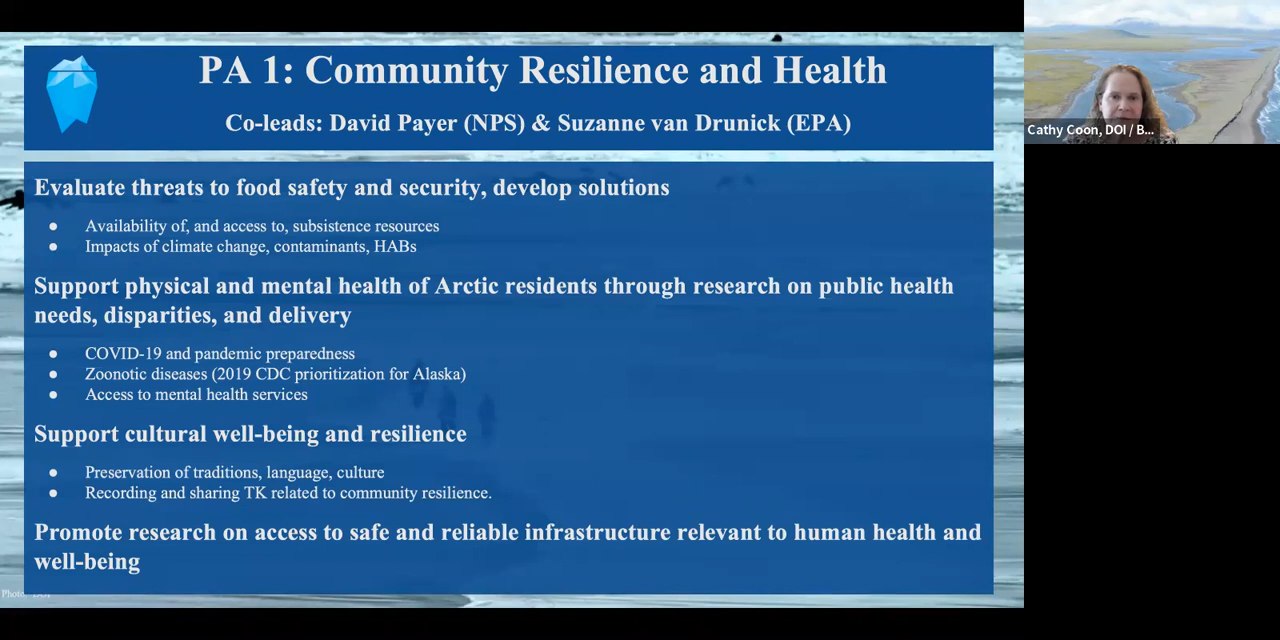 PA 1: Community Resilience and Health
Co-leads: David Payer (NPS) & Suzanne van Drunick (EPA)
Cathy Coon, DOI / B...
Evaluate threats to food safety and security, develop solutions
● Availability of, and access to, subsistence resources
● Impacts of climate change, contaminants, HABs
Support physical and mental health of Arctic residents through research on public health
needs, disparities, and delivery
● COVID-19 and pandemic preparedness
● Zoonotic diseases (2019 CDC prioritization for Alaska)
● Access to mental health services
Support cultural well-being and resilience
● Preservation of traditions, language, culture
● Recording and sharing TK related to community resilience.
Promote research on access to safe and reliable infrastructure relevant to human health and
well-being
Photo: DOI